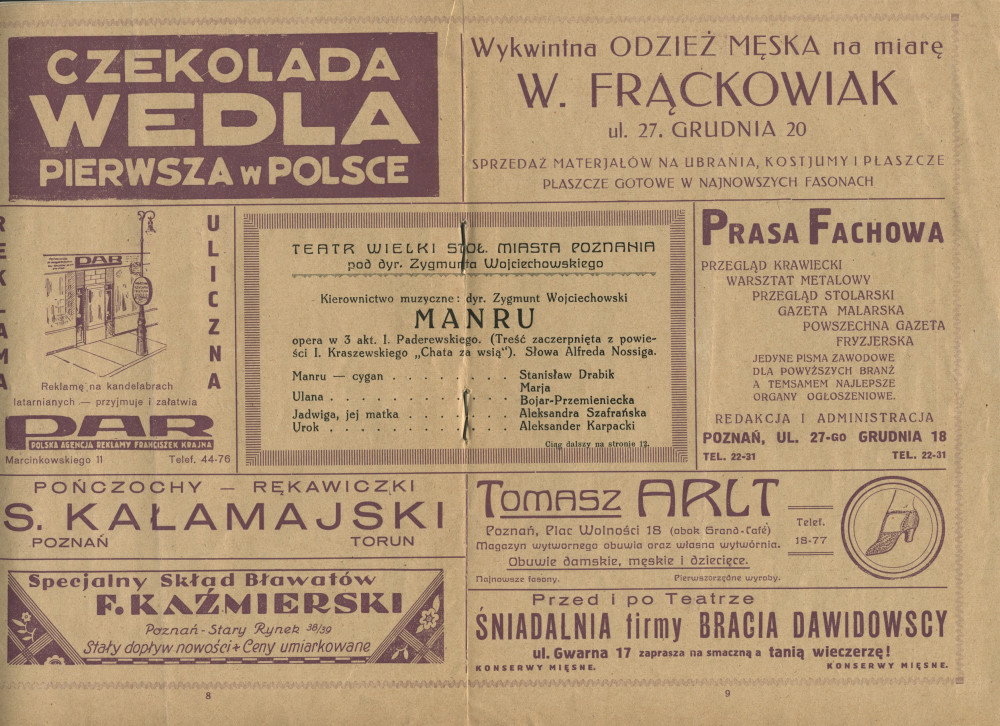 CZEKOLADA
WEDLA
PIERWSZA w POLSCE
Wykwintna ODZIEŻ MĘSKA na miarę
W. FRĄCKOWIAK
ul. 27. GRUDNIA 20
SPRZEDAŻ MATERJAŁÓW NA UBRANIA, KOSTJUMY I PŁASZCZE
PŁASZCZE GOTOWE W NAJNOWSZYCH FASONACH
REKLAMA
ULICZNA
DAR
Reklamę na kandelabrach
latarnianych — przyjmuje i załatwia
DAR
POLSKA AGENCJA REKLAMY FRANCISZEK KRAJNA
Marcinkowskiego 11 Telef. 44-76
TEATR WIELKI STOŁ. MIASTA POZNANIA
pod dyr. Zygmunta Wojciechowskiego
Kierownictwo muzyczne: dyr. Zygmunt Wojciechowski
MANRU
opera w 3 akt. I. Paderewskiego. (Treść zaczerpnięta z powie-
ści I. Kraszewskiego „Chata za wsią"). Słowa Alfreda Nossiga.
Manru — cygan . . . . . . . . Stanisław Drabik
Marja
Ulana . . . . . . . . . . . Bojar-Przemieniecka
Jadwiga, jej matka . . . . . . . Aleksandra Szafrańska
Urok . . . . . . . . . . . Aleksander Karpacki
Ciąg dalezy na stronie 12.
PRASA FACHOWA
PRZEGLĄD KRAWIECKI
WARSZTAT METALOWY
PRZEGLĄD STOLARSKI
GAZETA MALARSKA
POWSZECHNA GAZETA
FRYZJERSKA
JEDYNE PISMA ZAWODOWE
DLA POWYŻSZYCH BRANŻ
A TEMSAMEM NAJLEPSZE
ORGANY OGŁOSZENIOWE.
REDAKCJA I ADMINISTRACJA
POZNAŃ, UL. 27-GO GRUDNIA 18
TEL. 22-31 TEL. 22-31
POŃCZOCHY — RĘKAWICZKI
S. KAŁAMAJSKI
POZNAŃ TORUN
Specjalny Skład Bławatów
F. KAŹMIERSKI
Poznań - Stary Rynek 38/39
Stały dopływ nowości + Ceny umiarkowane
TOMASZ ARLT
Poznań, Plac Wolności 18 (obok Grand-Café)
Magazyn wytwornego obuwia oraz własna wytwórnia.
Obuwie damskie, męskie i dziecięce.
Najnowsze fasony. Pierwszorzędne wyroby.
Telef.
18-77
Przed i po Teatrze
ŚNIADALNIA firmy BRACIA DAWIDOWSCY
ul. Gwarna 17 zaprasza na smaczną a tanią wieczerzę!
KONSERWY MIĘSNE. KONSERWY MIĘSNE.
8
9